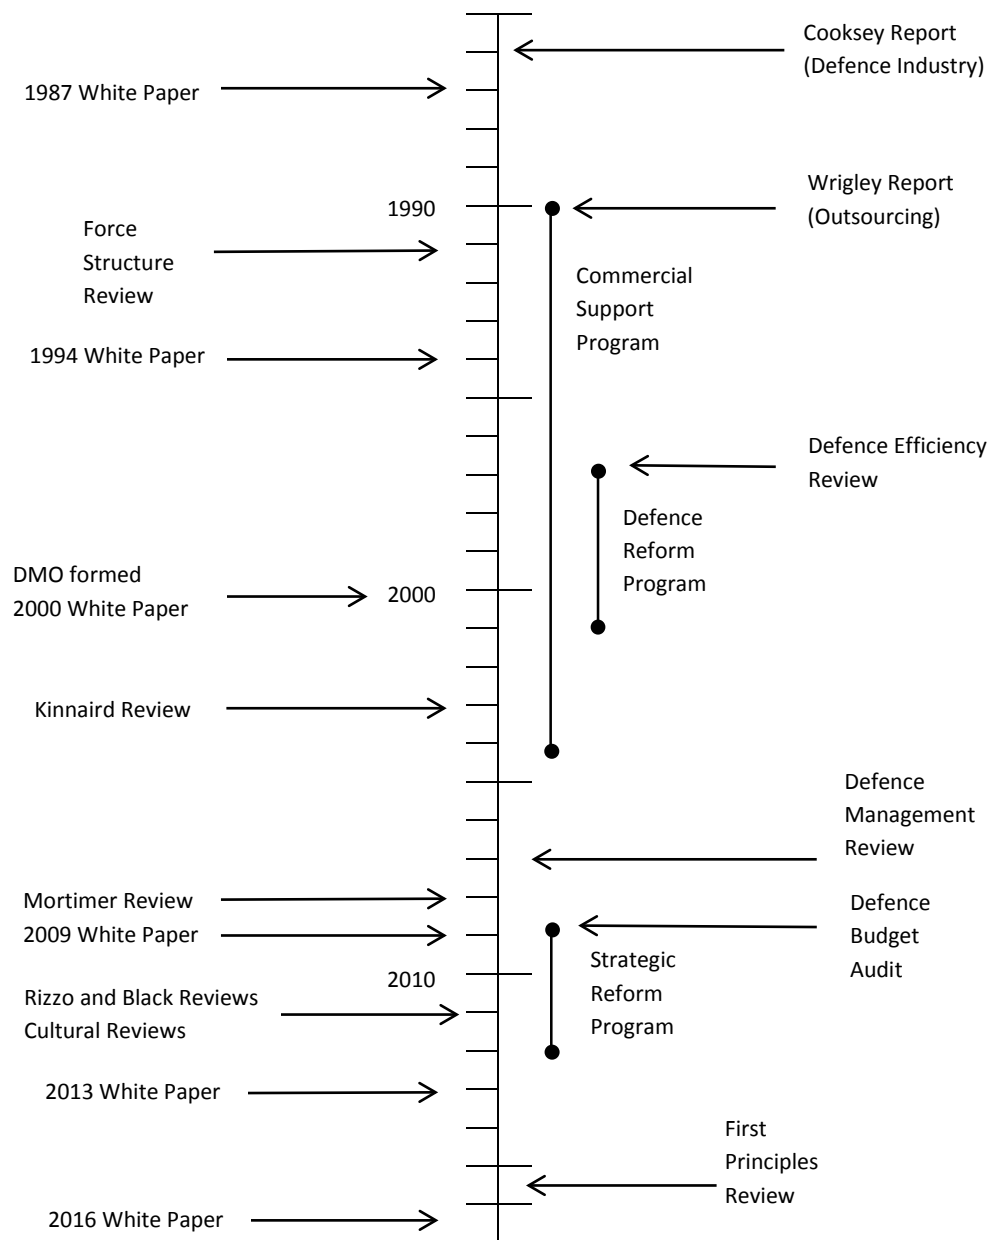 Cooksey Report
(Defence Industry)
1987 White Paper
Wrigley Report
(Outsourcing)
1990
Force
Structure
Review
Commercial
Support
Program
1994 White Paper
Defence Efficiency
Review
Defence
Reform
Program
DMO formed
2000 White Paper
2000
Kinnaird Review
Defence
Management
Review
Mortimer Review
2009 White Paper
Defence
Budget
Audit
Strategic
Reform
Program
2010
Rizzo and Black Reviews
Cultural Reviews
2013 White Paper
First
Principles
Review
2016 White Paper